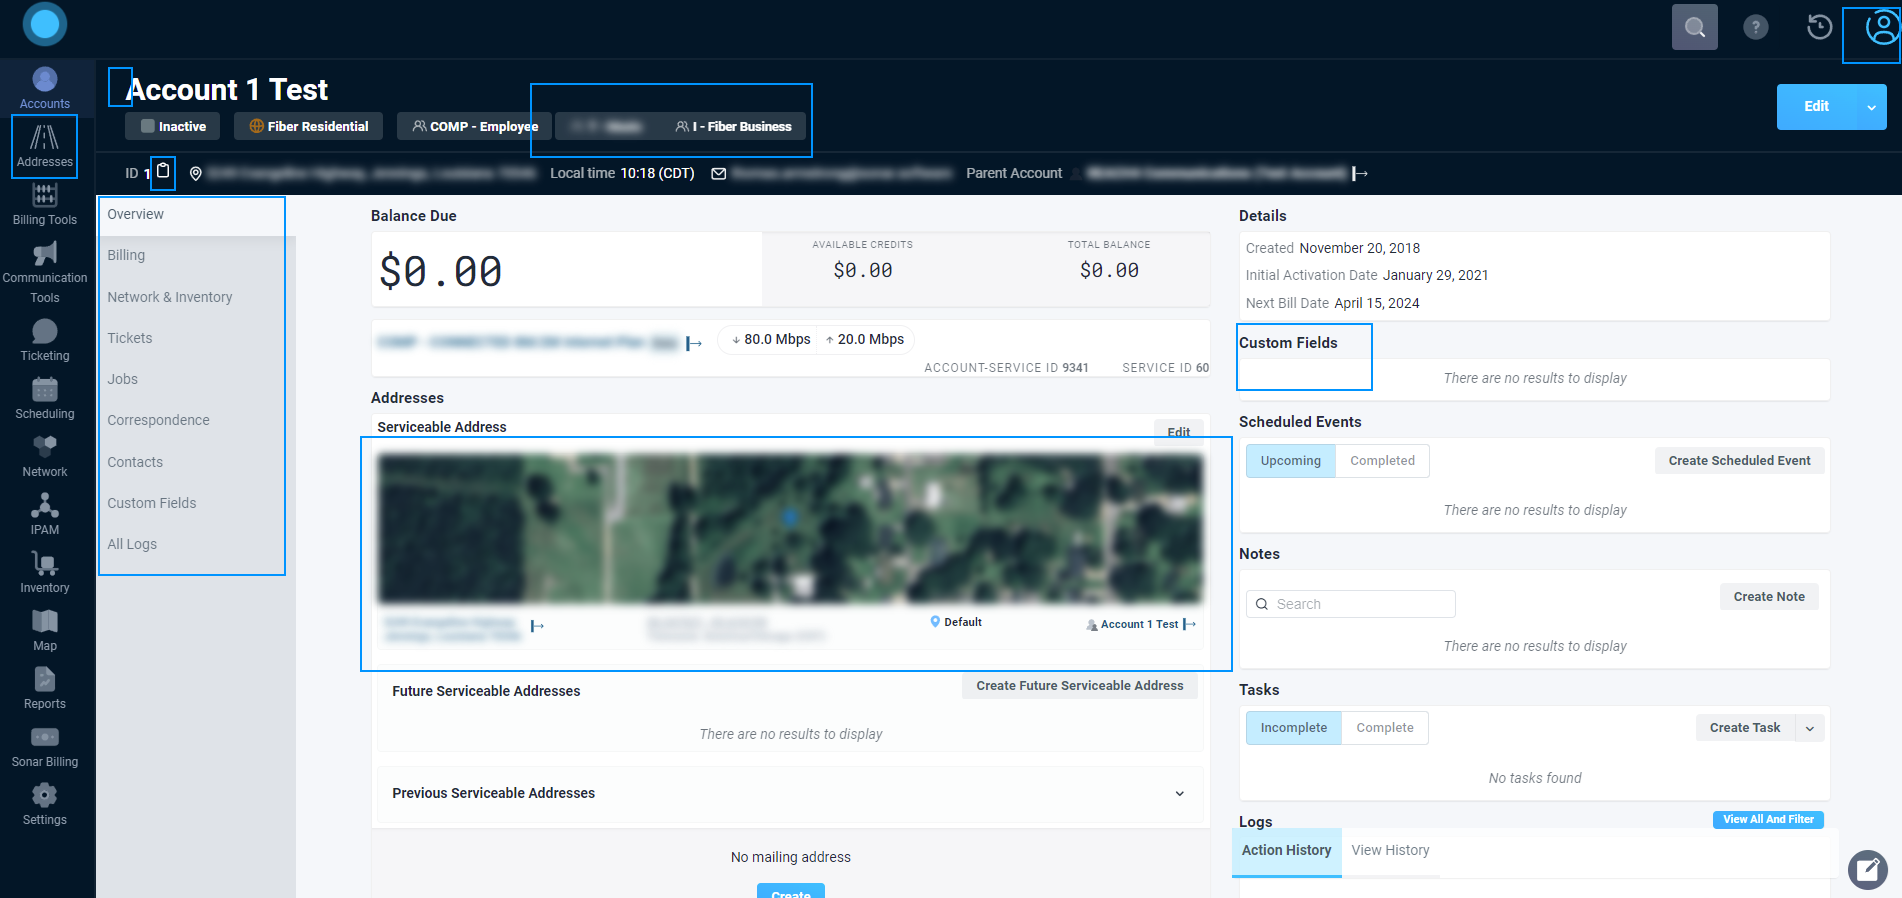 Account 1 Test
Inactive
Fiber Residential
COMP - Employee
I - Fiber Business
Edit
ID 1
Local time 10:18 (CDT)
Parent Account
Accounts
Addresses
Billing Tools
Communication
Tools
Ticketing
Scheduling
Network
IPAM
Inventory
Map
Reports
Sonar Billing
Settings
Overview
Billing
Network & Inventory
Tickets
Jobs
Correspondence
Contacts
Custom Fields
All Logs
Balance Due
$0.00
AVAILABLE CREDITS
$0.00
TOTAL BALANCE
$0.00
80.0 Mbps
20.0 Mbps
ACCOUNT-SERVICE ID 9341
SERVICE ID 60
Addresses
Serviceable Address
Edit
Default
Account 1 Test
Future Serviceable Addresses
Create Future Serviceable Address
There are no results to display
Previous Serviceable Addresses
No mailing address
Create
Details
Created November 20, 2018
Initial Activation Date January 29, 2021
Next Bill Date April 15, 2024
Custom Fields
There are no results to display
Scheduled Events
Upcoming
Completed
Create Scheduled Event
There are no results to display
Notes
Search
Create Note
There are no results to display
Tasks
Incomplete
Complete
Create Task
No tasks found
Logs
View All And Filter
Action History
View History